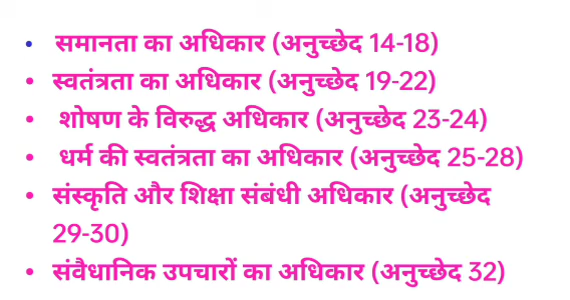 • समानता का अधिकार (अनुच्छेद 14-18)
• स्वतंत्रता का अधिकार (अनुच्छेद 19-22)
• शोषण के विरुद्ध अधिकार (अनुच्छेद 23-24)
• धर्म की स्वतंत्रता का अधिकार (अनुच्छेद 25-28)
• संस्कृति और शिक्षा संबंधी अधिकार (अनुच्छेद
29-30)
• संवैधानिक उपचारों का अधिकार (अनुच्छेद 32)